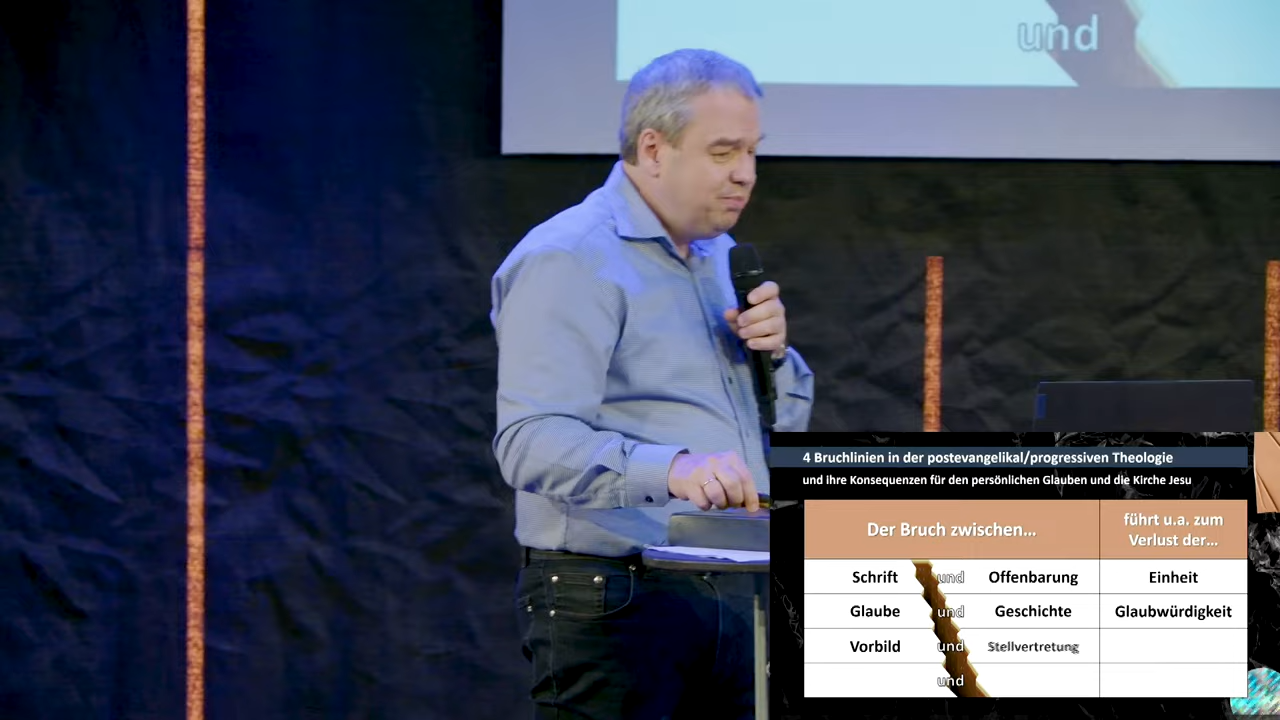 und
4 Bruchlinien in der postevangelikal/progressiven Theologie
und ihre Konsequenzen für den persönlichen Glauben und die Kirche Jesu
Der Bruch zwischen...
führt u.a. zum
Verlust der...
Schrift und Offenbarung Einheit
Glaube und Geschichte Glaubwürdigkeit
Vorbild und Stellvertretung
und